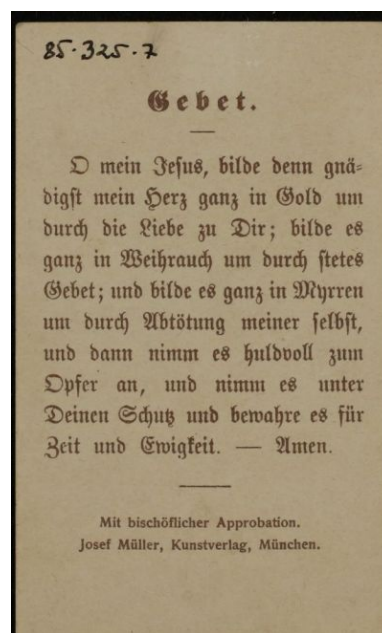 85-325-7
Gebet.
O mein Jesus, bilde denn gnä-
digst mein Herz ganz in Gold um
durch die Liebe zu Dir; bilde es
ganz in Weihrauch um durch stetes
Gebet; und bilde es ganz in Myrren
um durch Abtötung meiner selbst,
und dann nimm es huldvoll zum
Opfer an, und nimm es unter
Deinen Schutz und bewahre es für
Zeit und Ewigkeit. — Amen.
Mit bischöflicher Approbation.
Josef Müller, Kunstverlag, München.